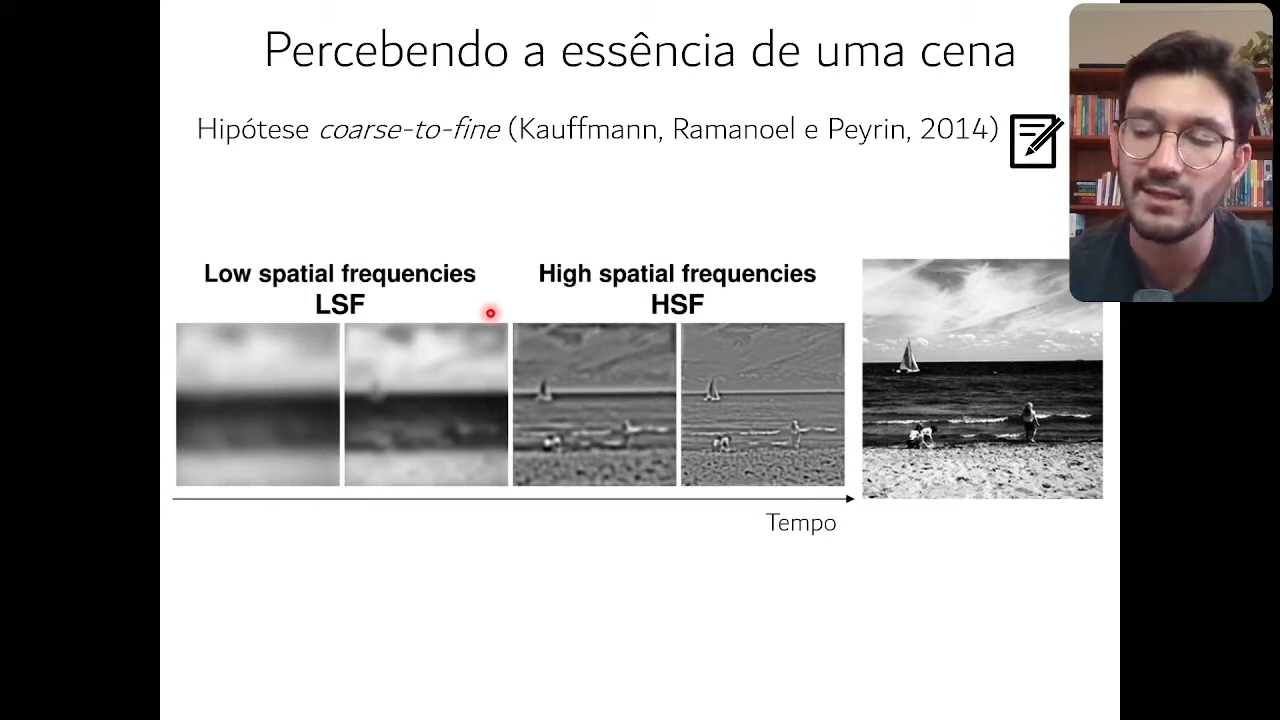 Percebendo a essência de uma cena
Hipótese coarse-to-fine (Kauffmann, Ramanoel e Peyrin, 2014)
Low spatial frequencies
LSF
High spatial frequencies
HSF
Tempo